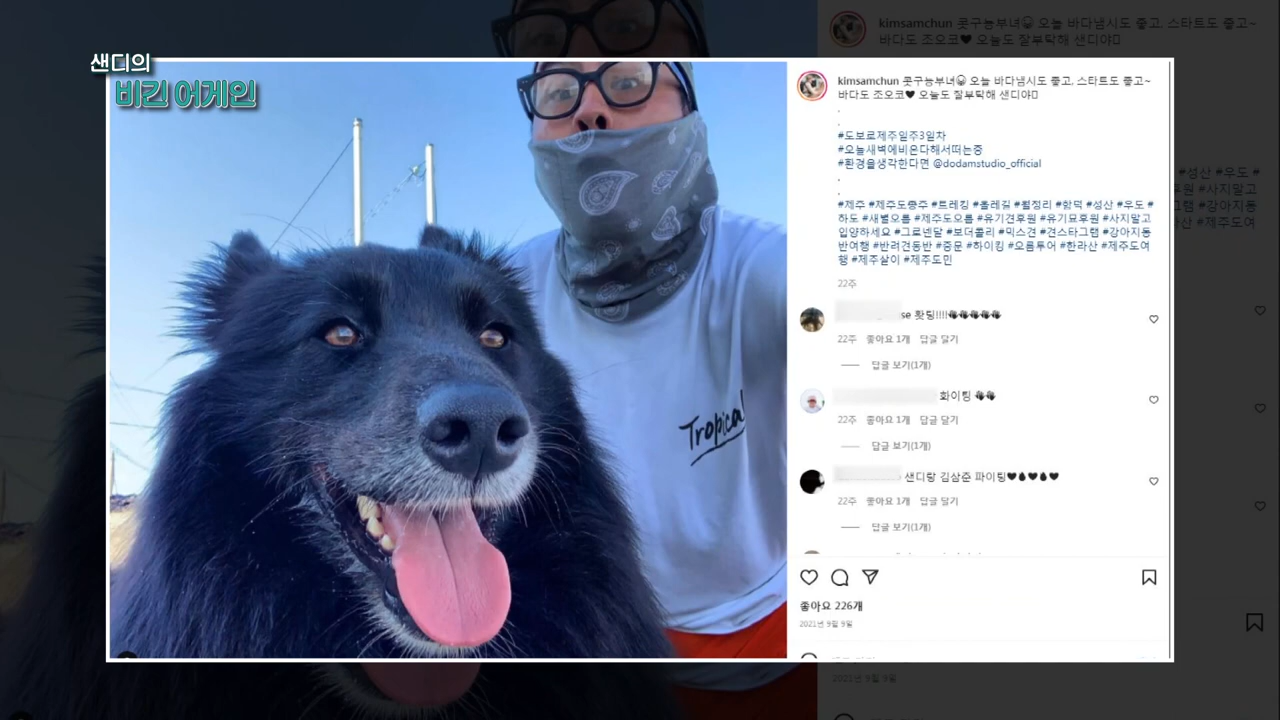 샌디의
비긴 어게인
kimsamchun 콧구농부녀😆 오늘 바다냄시도 좋고, 스타트도 좋고~
바다도 조오코♥ 오늘도 잘부탁해 샌디야
.
.
#도보로제주일주3일차
#오늘새벽에비온다해서떠는중
#환경을생각한다면 @dodamstudio_official
.
.
#제주 #제주도총주 #트레킹 #올레길 #월정리 #함덕 #성산 #우도 #
하도 #새별오름 #제주도오름 #유기견후원 #유기묘후원 #사지말고
입양하세요 #그로넨달 #보더콜리 #믹스견 #견스타그램 #강아지동
반여행 #반려견동반 #중문 #하이킹 #오름투어 #한라산 #제주도여
행 #제주살이 #제주도민
22주
se 홧팅!!!!
22주 좋아요 1개 답글 달기
답글 보기(1개)
화이팅
22주 좋아요 1개 답글 달기
답글 보기(1개)
샌디랑 김삼준 파이팅♥
22주 좋아요 1개 답글 달기
답글 보기(1개)
좋아요 226개
2021년 9월 9일
Tropical